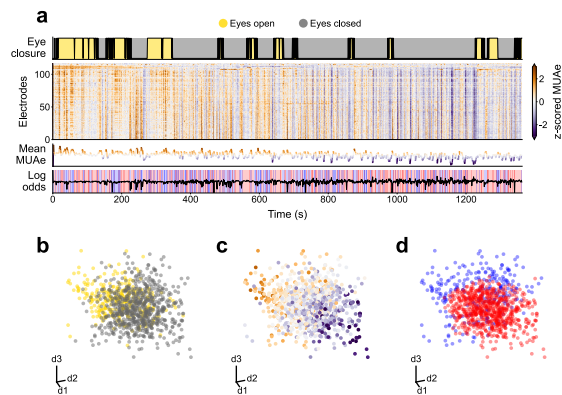 a
Eyes open Eyes closed
Eye
closure
Electrodes
100
50
0
2
0
−2
z-scored MUAe
Mean
MUAe
Log
odds
0 200 400 600 800 1000 1200
Time (s)
b c d
d3 d3 d3
d2 d2 d2
d1 d1 d1